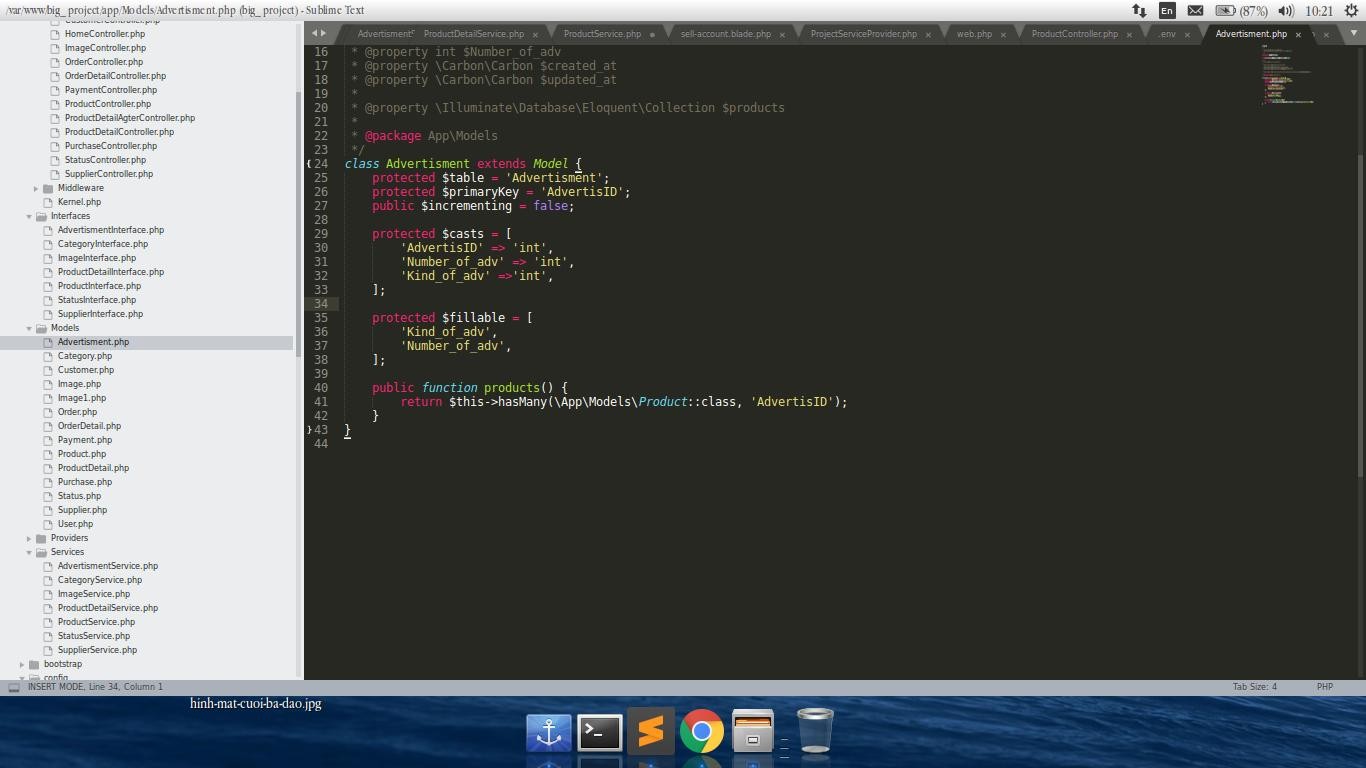 /var/www/big_project/app/Models/Advertisment.php (big_project) - Sublime Text
En
(87%)
10:21
CustomerController.php
HomeController.php
ImageController.php
OrderController.php
OrderDetailController.php
PaymentController.php
ProductController.php
ProductDetailAgterController.php
ProductDetailController.php
PurchaseController.php
StatusController.php
SupplierController.php
Middleware
Kernel.php
Interfaces
AdvertismentInterface.php
CategoryInterface.php
ImageInterface.php
ProductDetailInterface.php
ProductInterface.php
StatusInterface.php
SupplierInterface.php
Models
Advertisment.php
Category.php
Customer.php
Image.php
Image1.php
Order.php
OrderDetail.php
Payment.php
Product.php
ProductDetail.php
Purchase.php
Status.php
Supplier.php
User.php
Providers
Services
AdvertismentService.php
CategoryService.php
ImageService.php
ProductDetailService.php
ProductService.php
StatusService.php
SupplierService.php
bootstrap
config
Advertisment
ProductDetailService.php
ProductService.php
sell-account.blade.php
ProjectServiceProvider.php
web.php
ProductController.php
.env
Advertisment.php
16 * @property int $Number_of_adv
17 * @property \Carbon\Carbon $created_at
18 * @property \Carbon\Carbon $updated_at
19 *
20 * @property \Illuminate\Database\Eloquent\Collection $products
21 *
22 * @package App\Models
23 */
24 class Advertisment extends Model {
25 protected $table = 'Advertisment';
26 protected $primaryKey = 'AdvertisID';
27 public $incrementing = false;
28
29 protected $casts = [
30 'AdvertisID' => 'int',
31 'Number_of_adv' => 'int',
32 'Kind_of_adv' =>'int',
33 ];
34
35 protected $fillable = [
36 'Kind_of_adv',
37 'Number_of_adv',
38 ];
39
40 public function products() {
41 return $this->hasMany(\App\Models\Product::class, 'AdvertisID');
42 }
43 }
44
INSERT MODE, Line 34, Column 1
Tab Size: 4
PHP
hinh-mat-cuoi-ba-dao.jpg